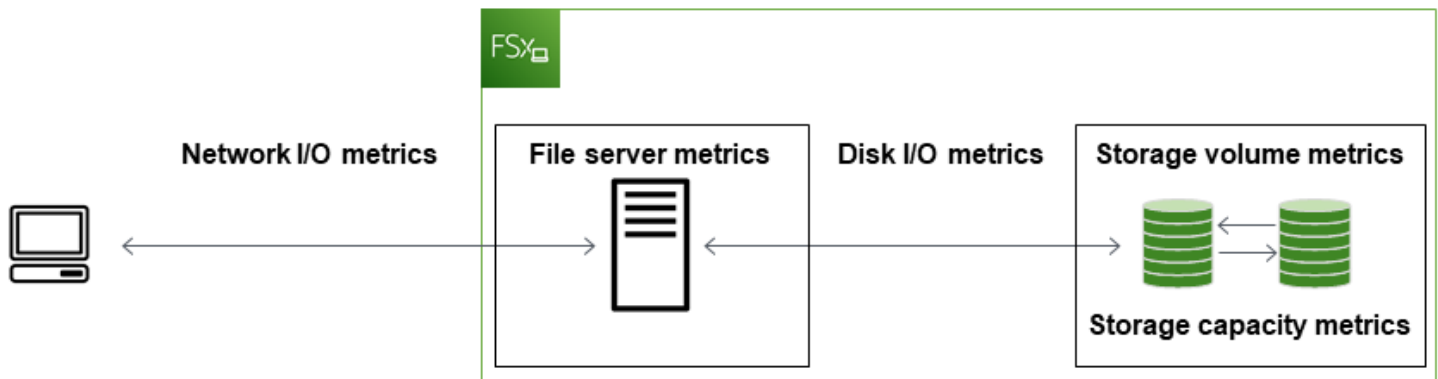 FSx
Network I/O metrics
File server metrics
Disk I/O metrics
Storage volume metrics
Storage capacity metrics